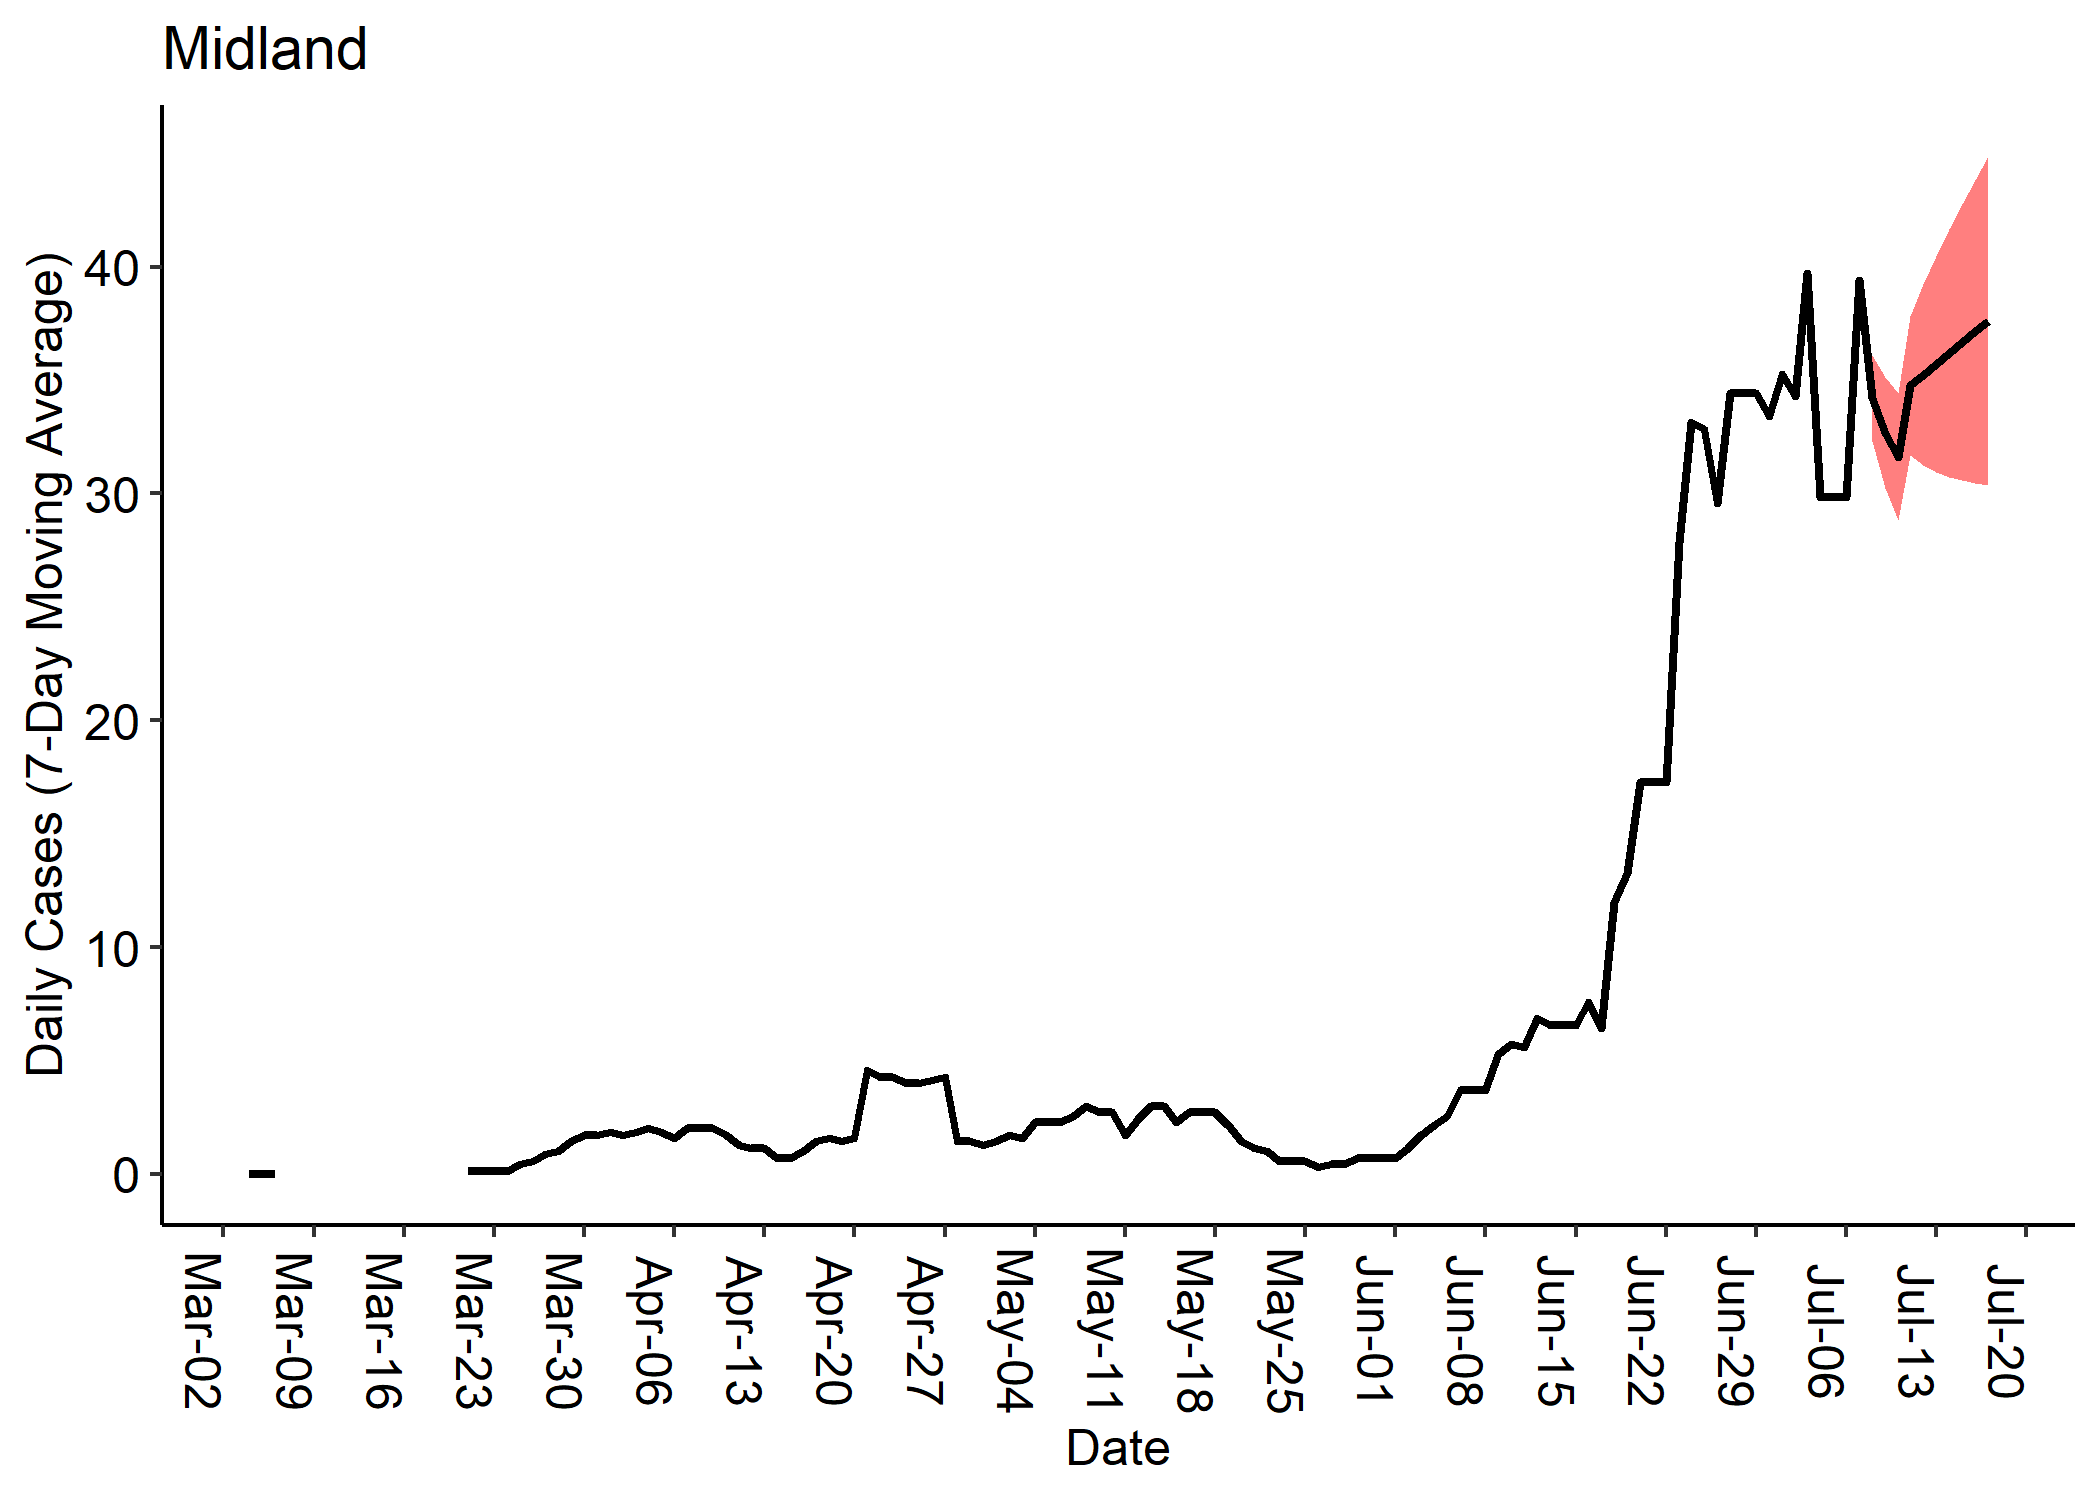 Midland
Daily Cases (7-Day Moving Average)
40
30
20
10
0
Mar-02
Mar-09
Mar-16
Mar-23
Mar-30
Apr-06
Apr-13
Apr-20
Apr-27
May-04
May-11
May-18
May-25
Jun-01
Jun-08
Jun-15
Jun-22
Jun-29
Jul-06
Jul-13
Jul-20
Date